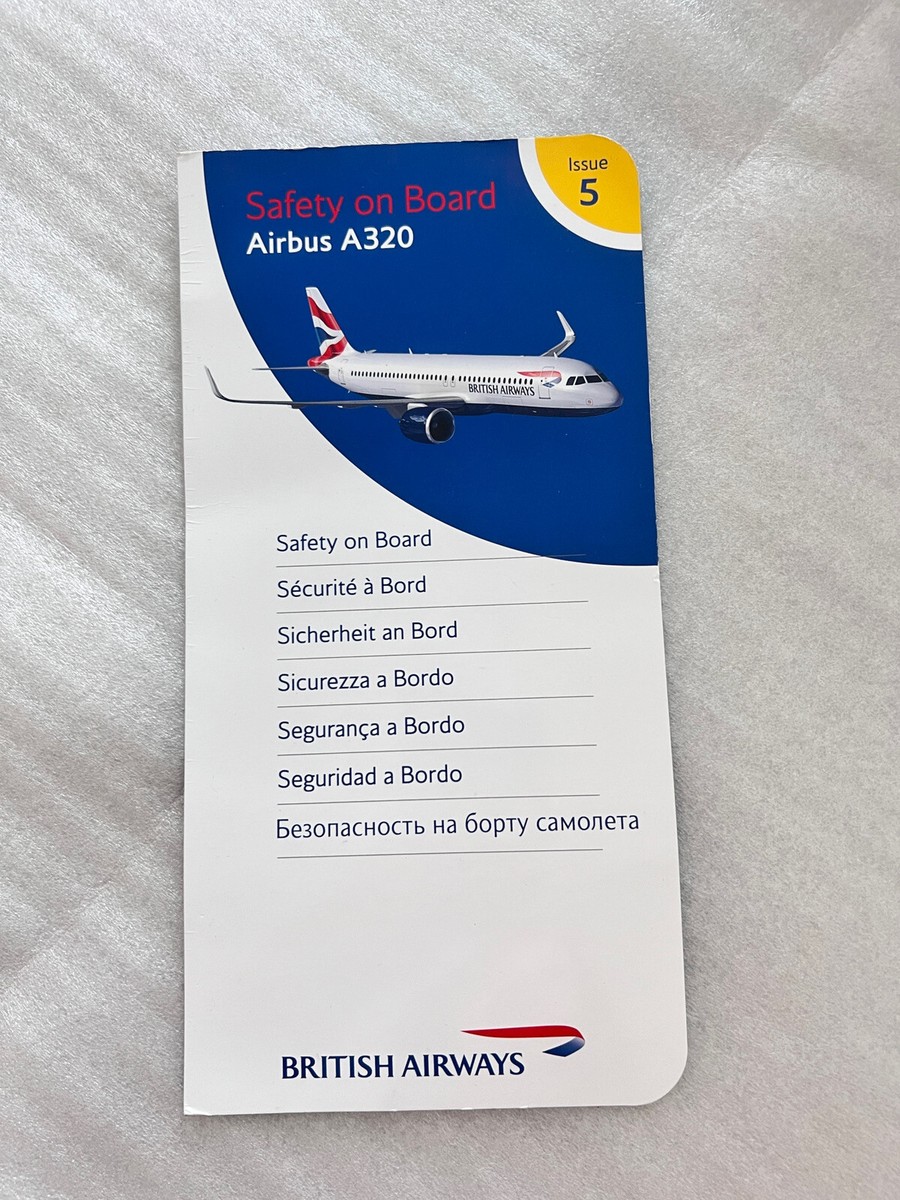 Issue
5
Safety on Board
Airbus A320
BRITISH AIRWAYS
Safety on Board
Sécurité à Bord
Sicherheit an Bord
Sicurezza a Bordo
Segurança a Bordo
Seguridad a Bordo
Безопасность на борту самолета
BRITISH AIRWAYS